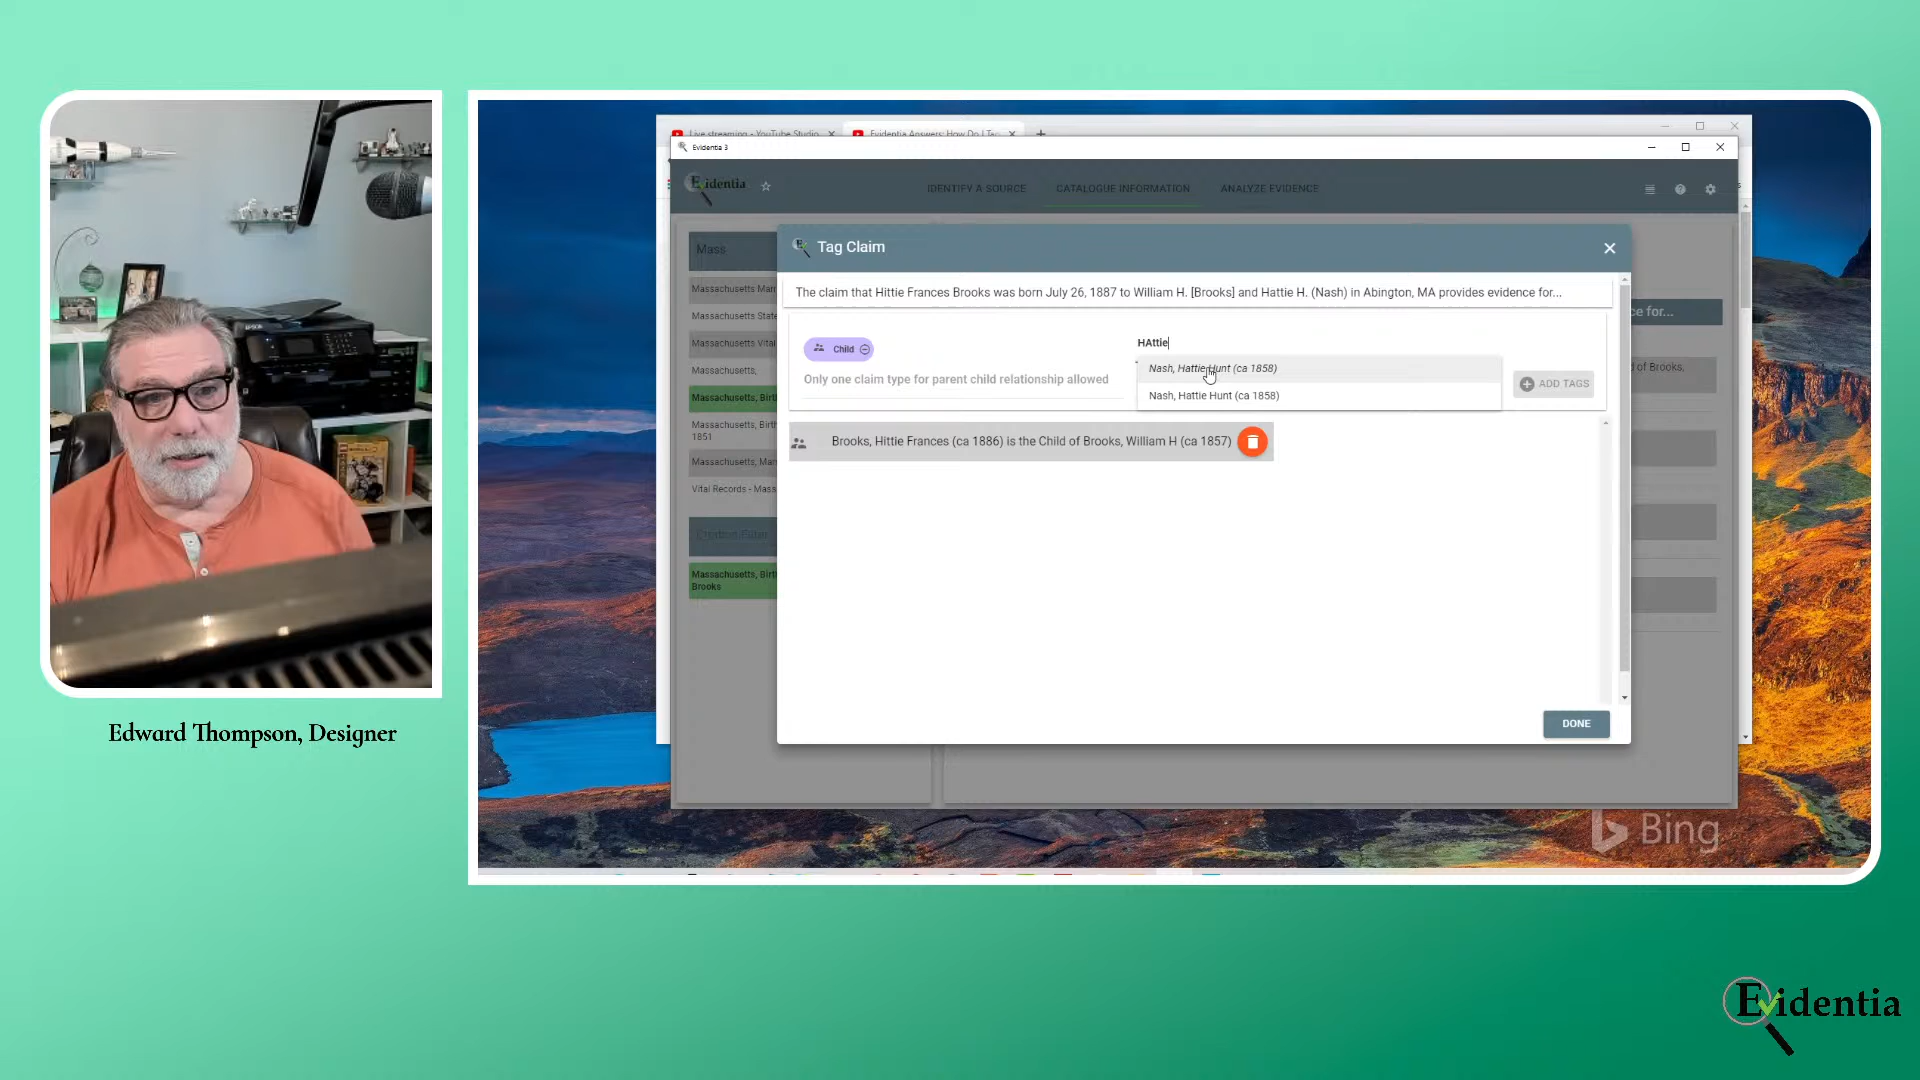 Live streaming - YouTube Studio
Evidentia Answers: How Do I Ta
Evidentia 3
Evidentia
IDENTIFY A SOURCE
CATALOGUE INFORMATION
ANALYZE EVIDENCE
Mass
Massachusetts Mar
Massachusetts State
Massachusetts Vital
Massachusetts,
Massachusetts, Birt
Massachusetts, Birt
1851
Massachusetts, Mar
Vital Records - Mass
Massachusetts, Birt
Brooks
Tag Claim
The claim that Hittie Frances Brooks was born July 26, 1887 to William H. [Brooks] and Hattie H. (Nash) in Abington, MA provides evidence for...
Child
Only one claim type for parent child relationship allowed
HAttie
Nash, Hattie Hunt (ca 1858)
Nash, Hattie Hunt (ca 1858)
ADD TAGS
Brooks, Hittie Frances (ca 1886) is the Child of Brooks, William H (ca 1857)
DONE
ce for...
d of Brooks,
EPSON
Bing
Edward Thompson, Designer
Evidentia